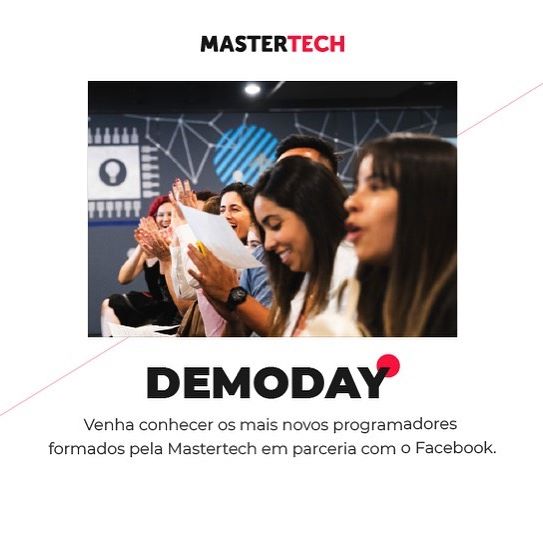 MASTERTECH
DEMODAY
Venha conhecer os mais novos programadores
formados pela Mastertech em parceria com o Facebook.